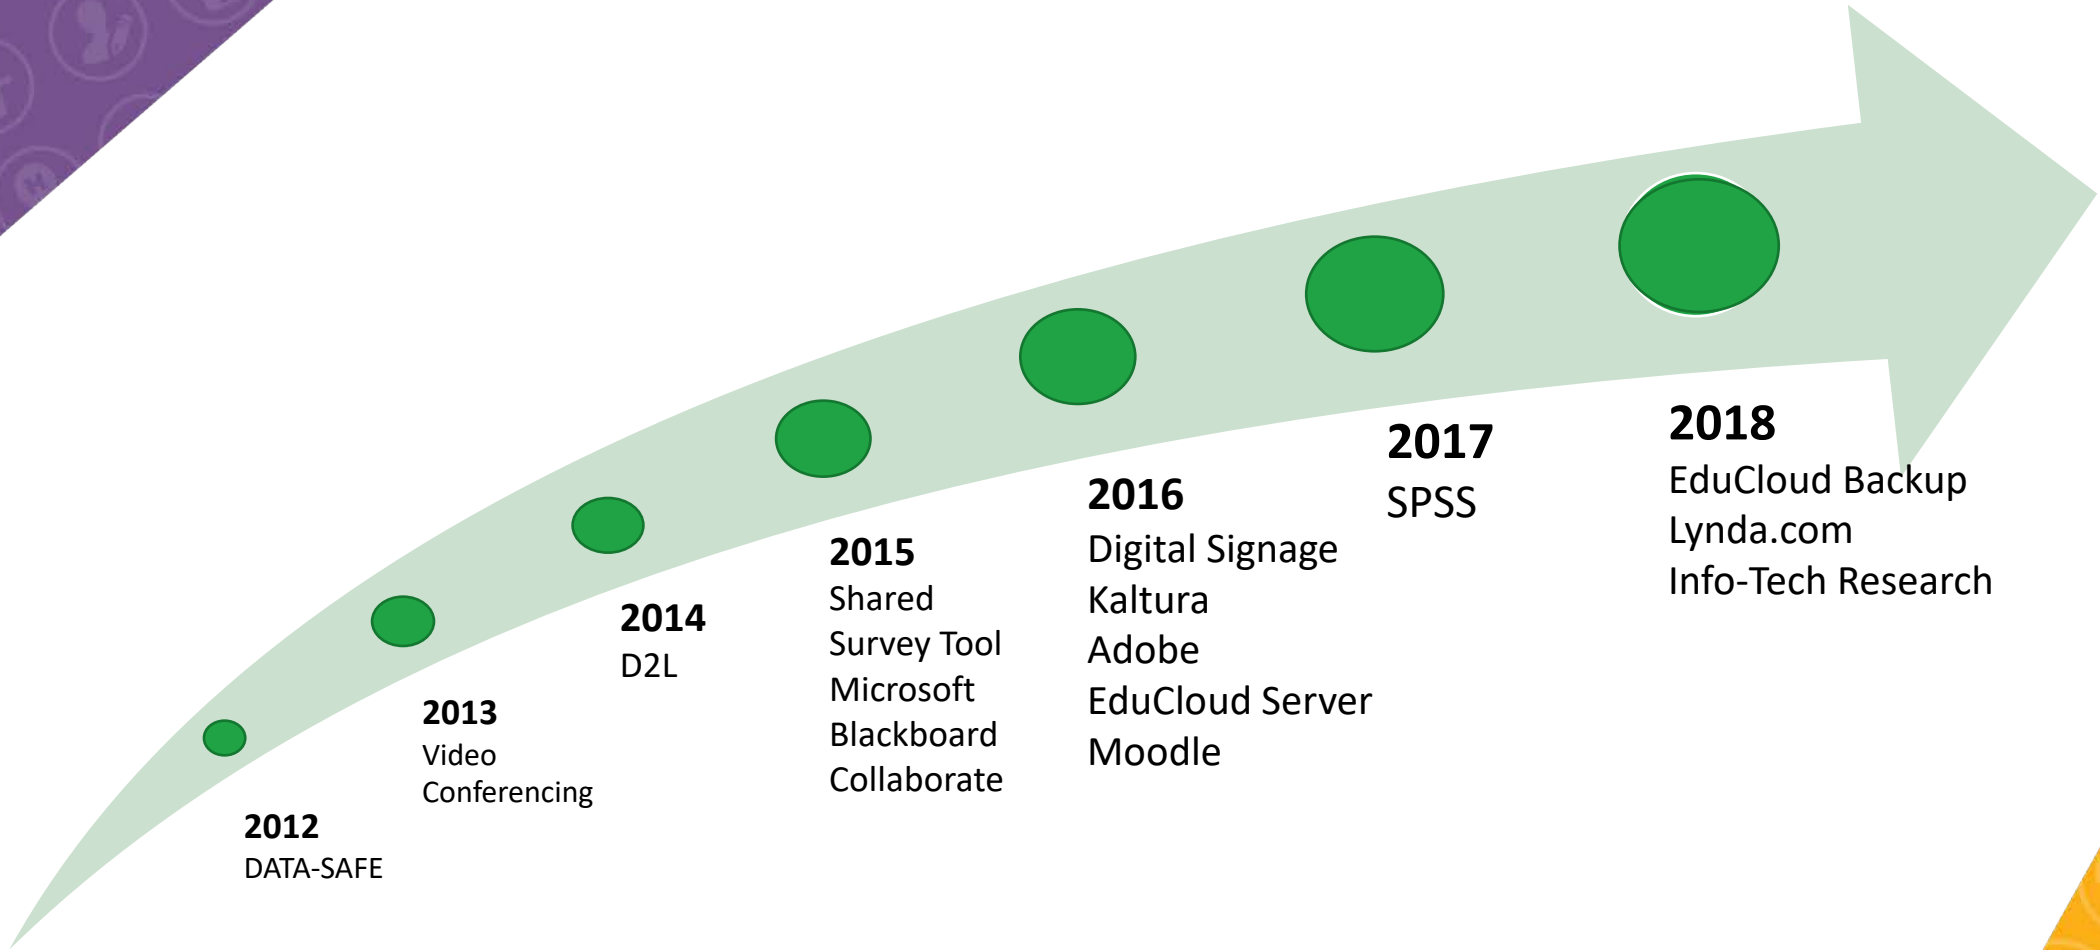 2012
DATA-SAFE
2013
Video
Conferencing
2014
D2L
2015
Shared
Survey Tool
Microsoft
Blackboard
Collaborate
2016
Digital Signage
Kaltura
Adobe
EduCloud Server
Moodle
2017
SPSS
2018
EduCloud Backup
Lynda.com
Info-Tech Research